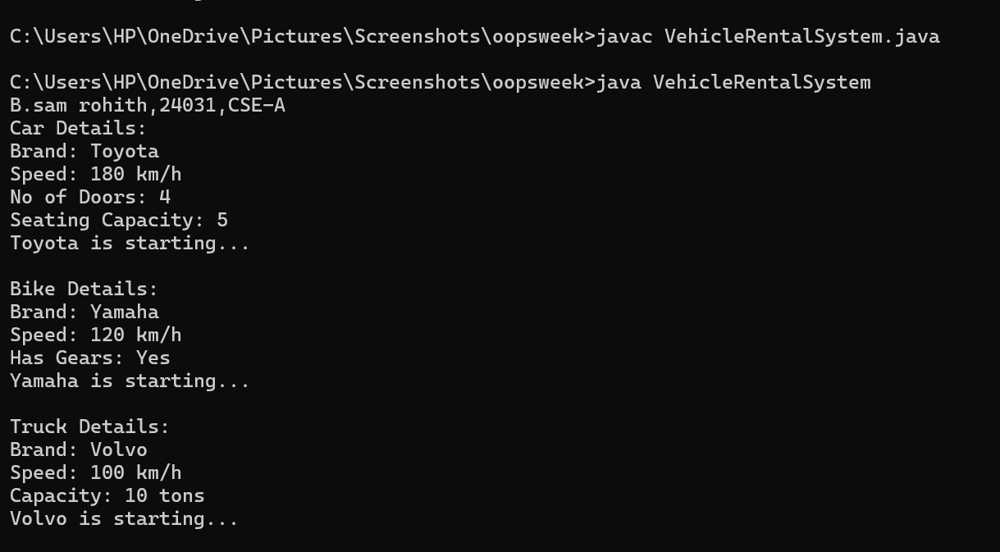 C:\Users\HP\OneDrive\Pictures\Screenshots\oopsweek>javac VehicleRentalSystem.java
C:\Users\HP\OneDrive\Pictures\Screenshots\oopsweek>java VehicleRentalSystem
B.sam rohith,24031,CSE-A
Car Details:
Brand: Toyota
Speed: 180 km/h
No of Doors: 4
Seating Capacity: 5
Toyota is starting...
Bike Details:
Brand: Yamaha
Speed: 120 km/h
Has Gears: Yes
Yamaha is starting...
Truck Details:
Brand: Volvo
Speed: 100 km/h
Capacity: 10 tons
Volvo is starting...